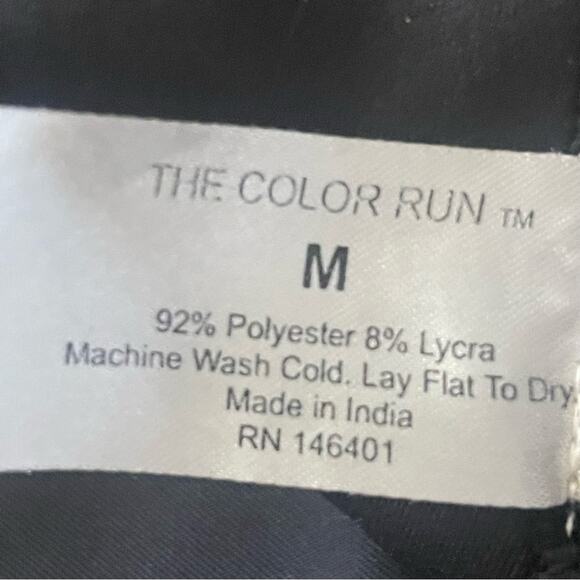 THE COLOR RUN ™
M
92% Polyester 8% Lycra
Machine Wash Cold. Lay Flat To Dry
Made in India
RN 146401